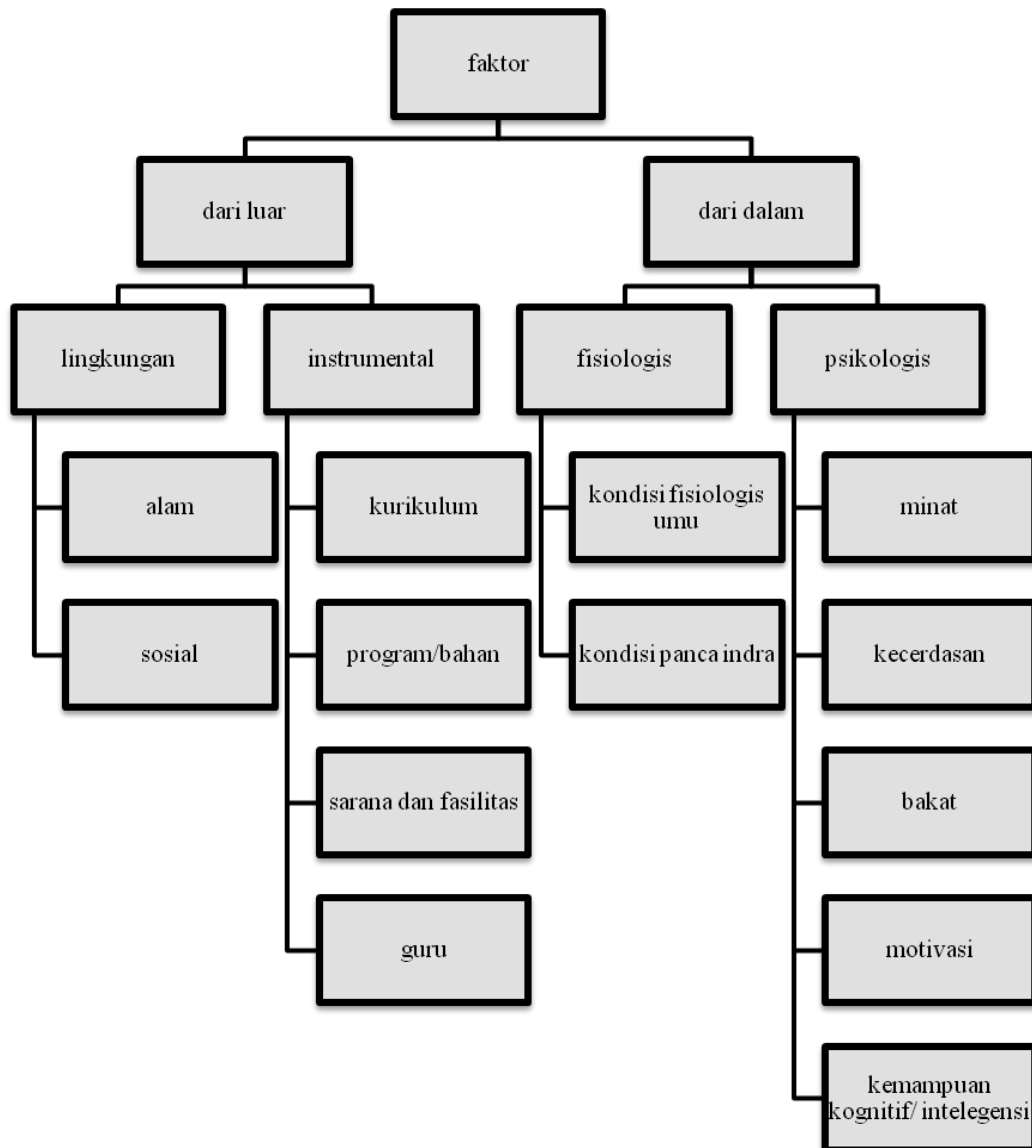 faktor
dari luar
dari dalam
lingkungan
instrumental
fisiologis
psikologis
alam
kurikulum
kondisi fisiologis
umu
minat
sosial
program/bahan
kondisi panca indra
kecerdasan
sarana dan fasilitas
bakat
guru
motivasi
kemampuan
kognitif/ intelegensi